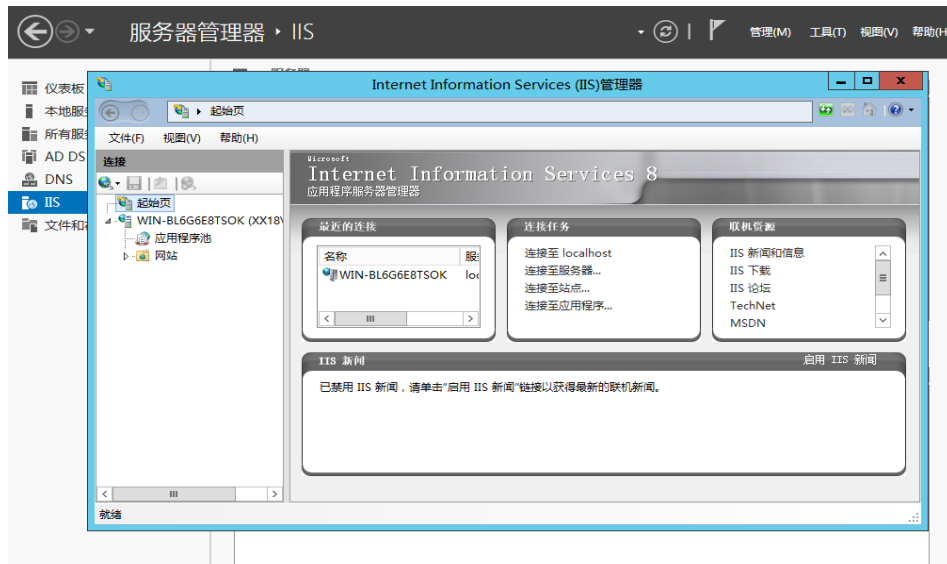 服务器管理器 ‣ IIS
管理(M) 工具(T) 视图(V) 帮助(H
仪表板
本地服
所有服
AD DS
DNS
IIS
文件和
Internet Information Services (IIS)管理器
起始页
文件(F) 视图(V) 帮助(H)
连接
起始页
WIN-BL6G6E8TSOK (XX18\
应用程序池
网站
Microsoft
Internet Information Services 8
应用程序服务器管理器
最近的连接
名称
WIN-BL6G6E8TSOK loc
连接任务
连接至 localhost
连接至服务器...
连接至站点...
连接至应用程序...
联机资源
IIS 新闻和信息
IIS 下载
IIS 论坛
TechNet
MSDN
IIS 新闻 启用 IIS 新闻
已禁用 IIS 新闻，请单击"启用 IIS 新闻"链接以获得最新的联机新闻。
就绪